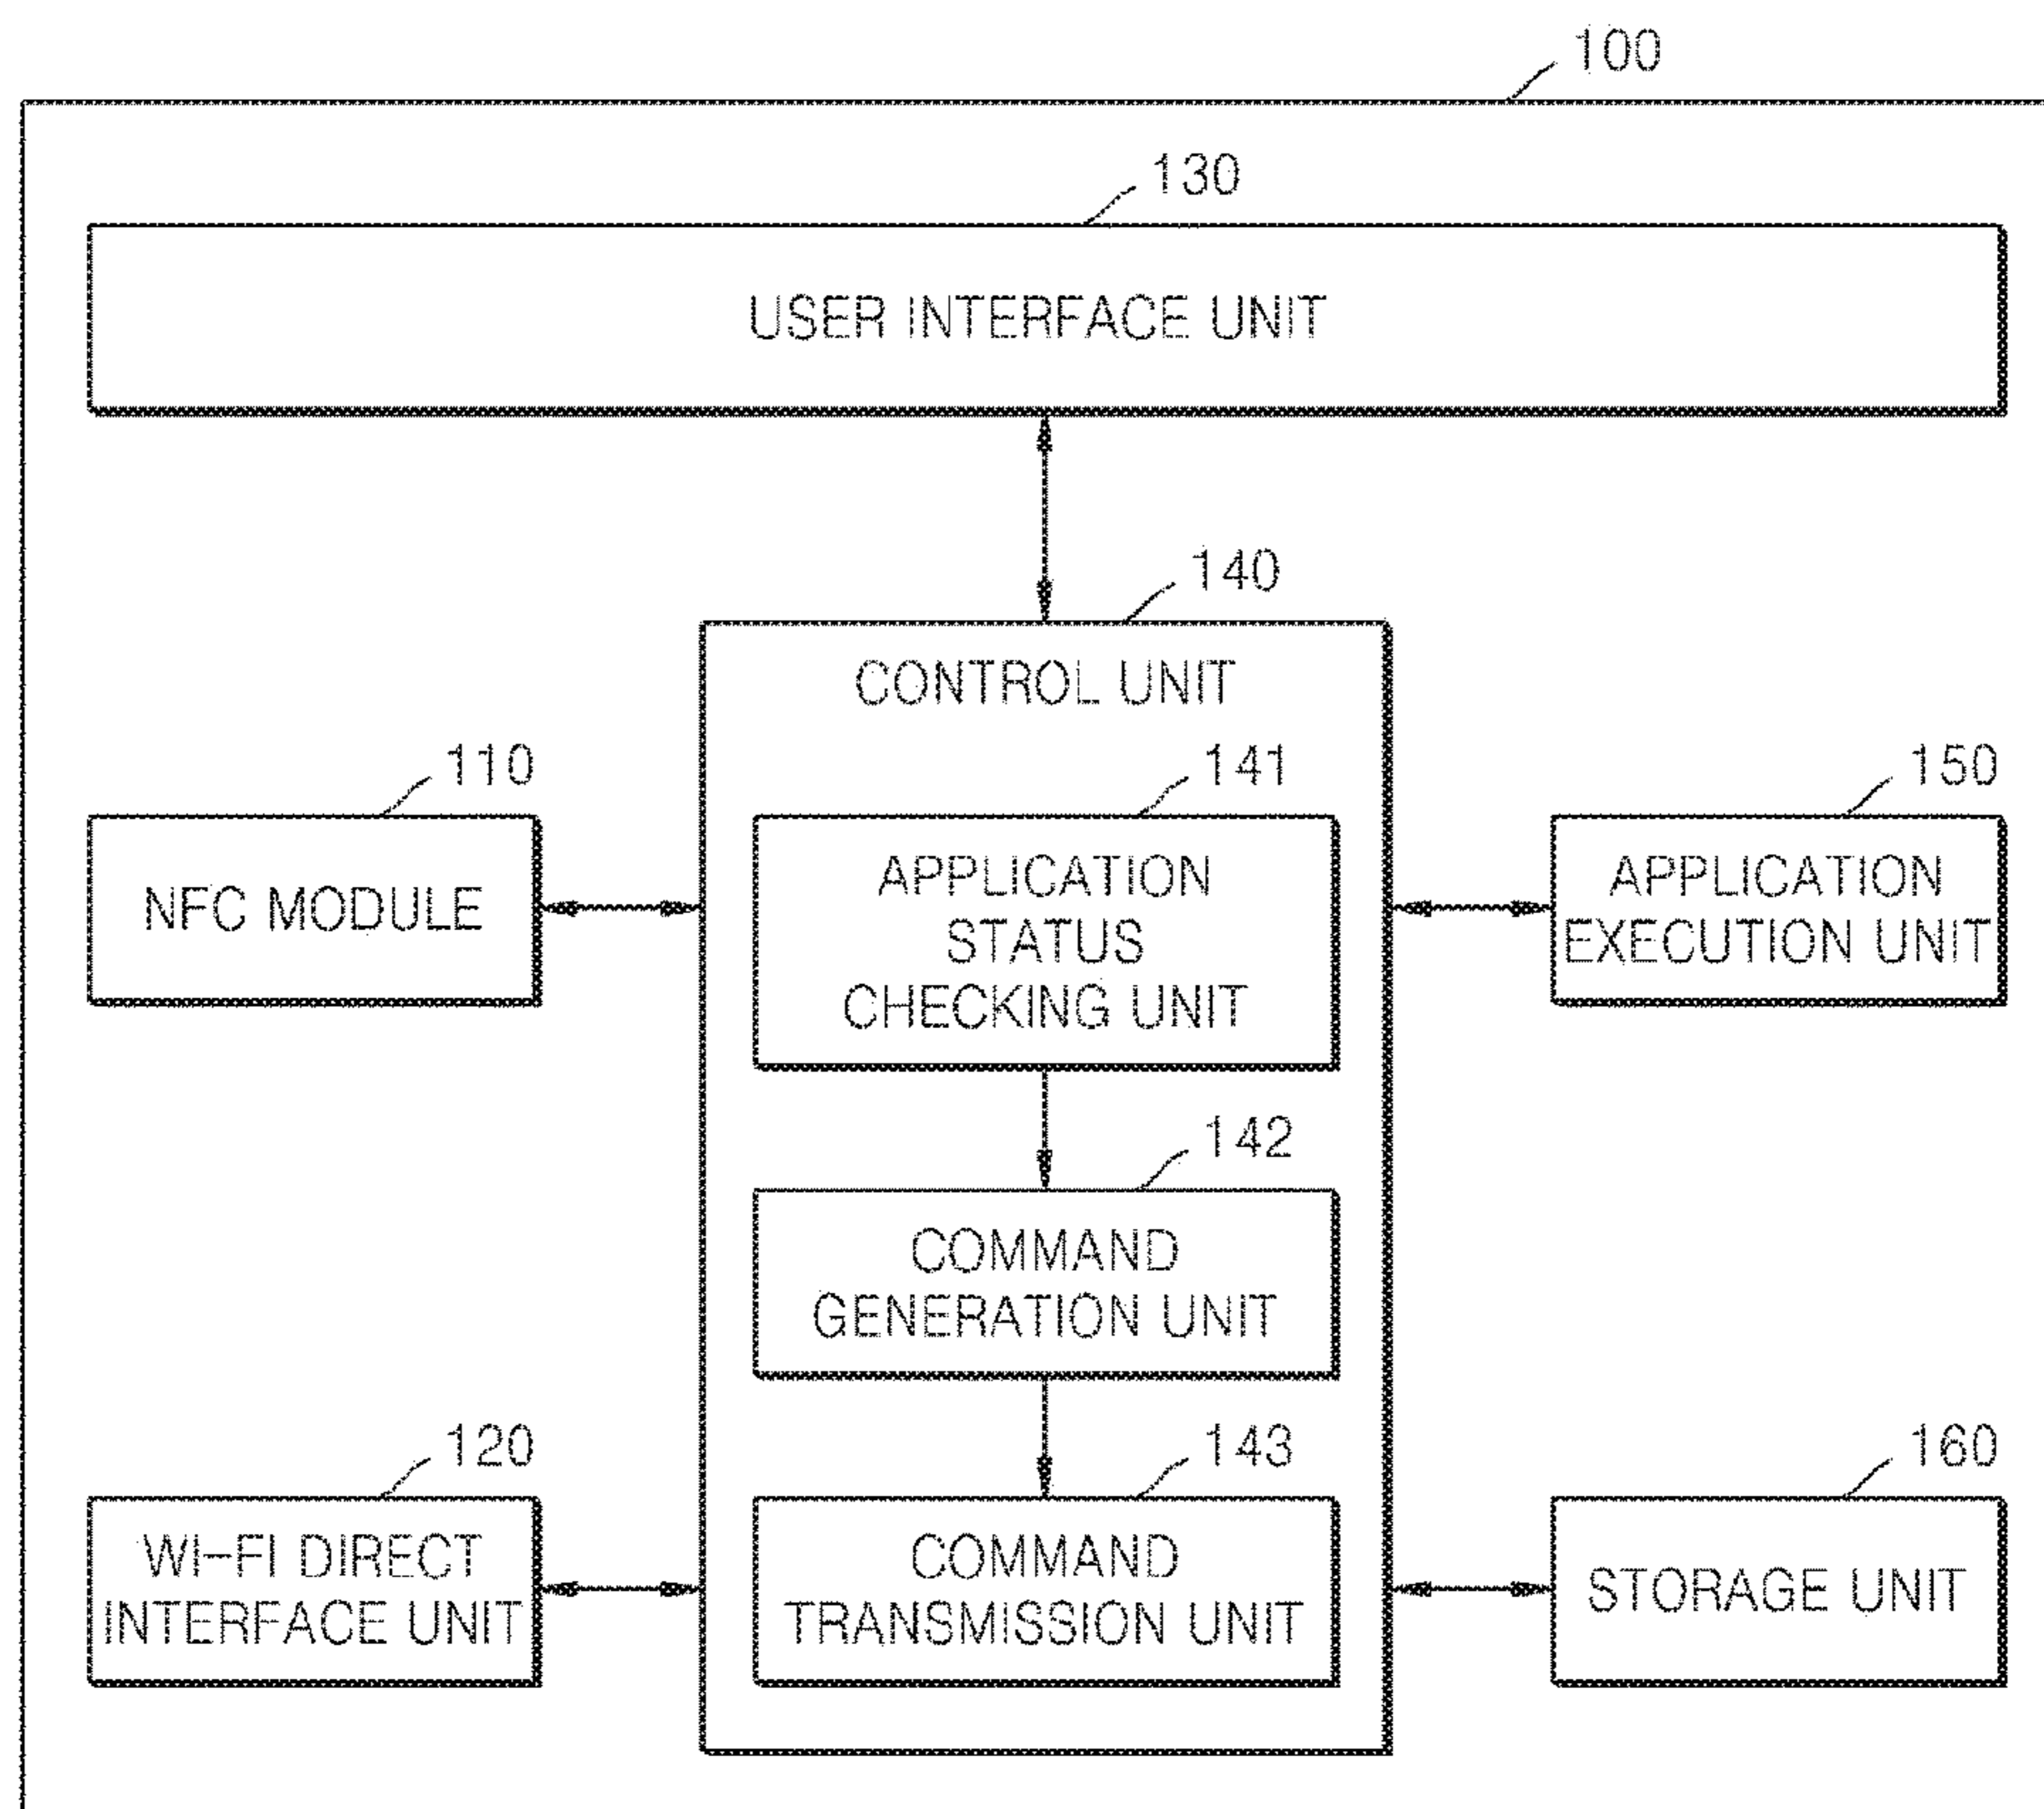 100
130
USER INTERFACE UNIT
140
CONTROL UNIT
110
NFC MODULE
141
APPLICATION
STATUS
CHECKING UNIT
150
APPLICATION
EXECUTION UNIT
142
COMMAND
GENERATION UNIT
120
WI-FI DIRECT
INTERFACE UNIT
143
COMMAND
TRANSMISSION UNIT
160
STORAGE UNIT